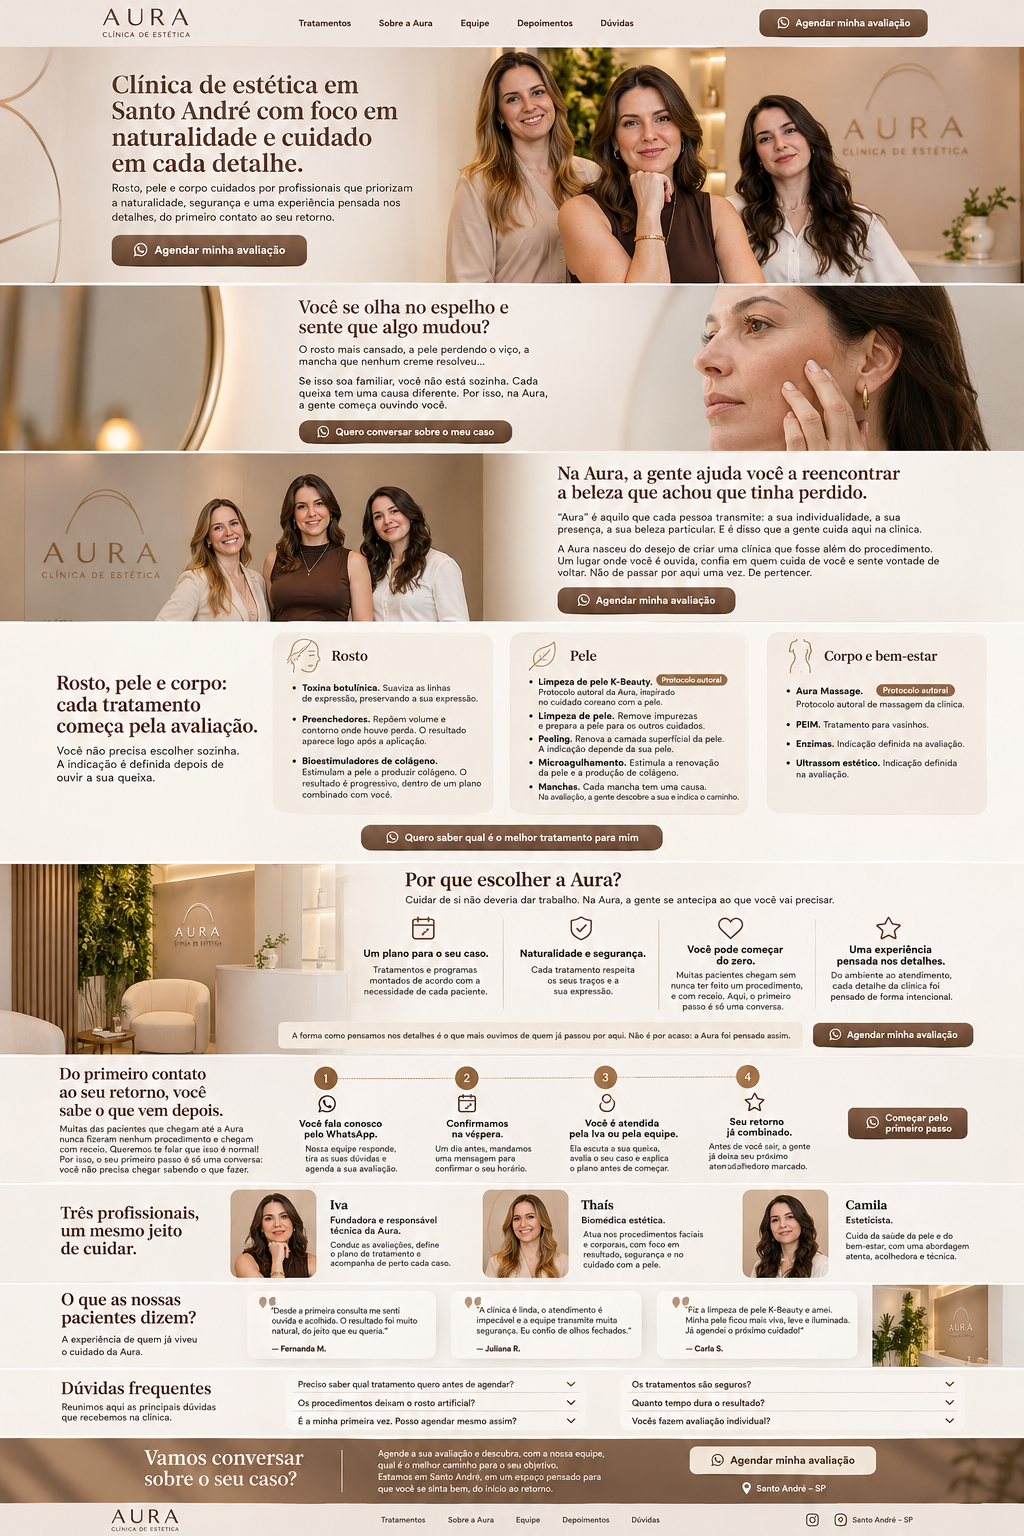 AURA
CLÍNICA DE ESTÉTICA
Tratamentos
Sobre a Aura
Equipe
Depoimentos
Dúvidas
Agendar minha avaliação
Clínica de estética em
Santo André com foco em
naturalidade e cuidado
em cada detalhe.
Rosto, pele e corpo cuidados por profissionais que priorizam
a naturalidade, segurança e uma experiência pensada nos
detalhes, do primeiro contato ao seu retorno.
Agendar minha avaliação
AURA
CLÍNICA DE ESTÉTICA
Você se olha no espelho e
sente que algo mudou?
O rosto mais cansado, a pele perdendo o viço, a
mancha que nenhum creme resolveu...
Se isso soa familiar, você não está sozinha. Cada
queixa tem uma causa diferente. Por isso, na Aura,
a gente começa ouvindo você.
Quero conversar sobre o meu caso
AURA
CLÍNICA DE ESTÉTICA
Na Aura, a gente ajuda você a reencontrar
a beleza que achou que tinha perdido.
"Aura" é aquilo que cada pessoa transmite: a sua individualidade, a sua
presença, a sua beleza particular. E é disso que a gente cuida aqui na clínica.
A Aura nasceu do desejo de criar uma clínica que fosse além do procedimento.
Um lugar onde você é ouvida, confia em quem cuida de você e sente vontade de
voltar. Não de passar por aqui uma vez. De pertencer.
Agendar minha avaliação
Rosto, pele e corpo:
cada tratamento
começa pela avaliação.
Você não precisa escolher sozinha.
A indicação é definida depois de
ouvir a sua queixa.
Rosto
• Toxina botulínica. Suaviza as linhas
de expressão, preservando a sua expressão.
• Preenchedores. Repõem volume e
contorno onde houve perda. O resultado
aparece logo após a aplicação.
• Bioestimuladores de colágeno.
Estimulam a pele a produzir colágeno. O
resultado é progressivo, dentro de um plano
combinado com você.
Pele
• Limpeza de pele K-Beauty. Protocolo autoral
Protocolo autoral da Aura, inspirado
no cuidado coreano com a pele.
• Limpeza de pele. Remove impurezas
e prepara a pele para os outros cuidados.
• Peeling. Renova a camada superficial da pele.
A indicação depende da sua pele.
• Microagulhamento. Estimula a renovação
da pele e a produção de colágeno.
• Manchas. Cada mancha tem uma causa.
Na avaliação, a gente descobre a sua e indica o caminho.
Corpo e bem-estar
• Aura Massage. Protocolo autoral
Protocolo autoral de massagem da clínica.
• PEIM. Tratamento para vasinhos.
• Enzimas. Indicação definida na avaliação.
• Ultrassom estético. Indicação definida
na avaliação.
Quero saber qual é o melhor tratamento para mim
AURA
CLÍNICA DE ESTÉTICA
Por que escolher a Aura?
Cuidar de si não deveria dar trabalho. Na Aura, a gente se antecipa ao que você vai precisar.
Um plano para o seu caso.
Tratamentos e programas
montados de acordo com a
necessidade de cada paciente.
Naturalidade e segurança.
Cada tratamento respeita
os seus traços e a
sua expressão.
Você pode começar
do zero.
Muitas pacientes chegam sem
nunca ter feito um procedimento,
e com receio. Aqui, o primeiro
passo é só uma conversa.
Uma experiência
pensada nos detalhes.
Do ambiente ao atendimento,
cada detalhe da clínica foi
pensado de forma intencional.
A forma como pensamos nos detalhes é o que mais ouvimos de quem já passou por aqui. Não é por acaso: a Aura foi pensada assim.
Agendar minha avaliação
Do primeiro contato
ao seu retorno, você
sabe o que vem depois.
Muitas das pacientes que chegam até a Aura
nunca fizeram nenhum procedimento e chegam
com receio. Queremos te falar que isso é normal!
Por isso, o seu primeiro passo é só uma conversa:
você não precisa chegar sabendo o que fazer.
1
Você fala conosco
pelo WhatsApp.
Nossa equipe responde,
tira as suas dúvidas e
agenda a sua avaliação.
2
Confirmamos
na véspera.
Um dia antes, mandamos
uma mensagem para
confirmar o seu horário.
3
Você é atendida
pela Iva ou pela equipe.
Ela escuta a sua queixa,
avalia o seu caso e explica
o plano antes de começar.
4
Seu retorno
já combinado.
Antes de você sair, a gente
já deixa seu próximo
marcado.
Começar pelo
primeiro passo
Três profissionais,
um mesmo jeito
de cuidar.
Iva
Fundadora e responsável
técnica da Aura.
Conduz as avaliações, define
o plano de tratamento e
acompanha de perto cada caso.
Thaís
Biomédica estética.
Atua nos procedimentos faciais
e corporais, com foco em
resultado, segurança e no
cuidado com a pele.
Camila
Esteticista.
Cuida da saúde da pele e do
bem-estar, com uma abordagem
atenta, acolhedora e técnica.
O que as nossas
pacientes dizem?
A experiência de quem já viveu
o cuidado da Aura.
"Desde a primeira consulta me senti
ouvida e acolhida. O resultado foi muito
natural, do jeito que eu queria."
— Fernanda M.
"A clínica é linda, o atendimento é
impecável e a equipe transmite muita
segurança. Eu confio de olhos fechados."
— Juliana R.
"Fiz a limpeza de pele K-Beauty e amei.
Minha pele ficou mais viva, leve e iluminada.
Já agendei o próximo cuidado!"
— Carla S.
AURA
Dúvidas frequentes
Reunimos aqui as principais dúvidas
que recebemos na clínica.
Preciso saber qual tratamento quero antes de agendar?
Os procedimentos deixam o rosto artificial?
É a minha primeira vez. Posso agendar mesmo assim?
Os tratamentos são seguros?
Quanto tempo dura o resultado?
Vocês fazem avaliação individual?
Vamos conversar
sobre o seu caso?
Agende a sua avaliação e descubra, com a nossa equipe,
qual é o melhor caminho para o seu objetivo.
Estamos em Santo André, em um espaço pensado para
que você se sinta bem, do início ao retorno.
Agendar minha avaliação
Santo André – SP
AURA
CLÍNICA DE ESTÉTICA
Tratamentos
Sobre a Aura
Equipe
Depoimentos
Dúvidas
Santo André – SP